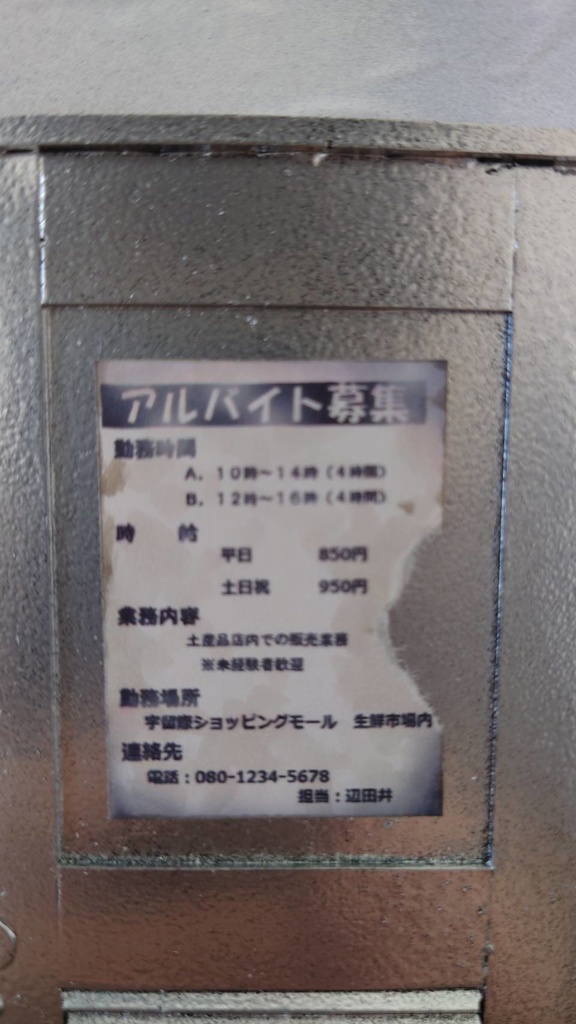 アルバイト募集
勤務時間
A. 10時〜14時（4時間）
B. 12時〜16時（4時間）
時　給
平日　850円
土日祝　950円
業務内容
土産品店内での販売業務
※未経験者歓迎
勤務場所
宇留摩ショッピングモール　生鮮市場内
連絡先
電話：080-1234-5678
担当：辺田井